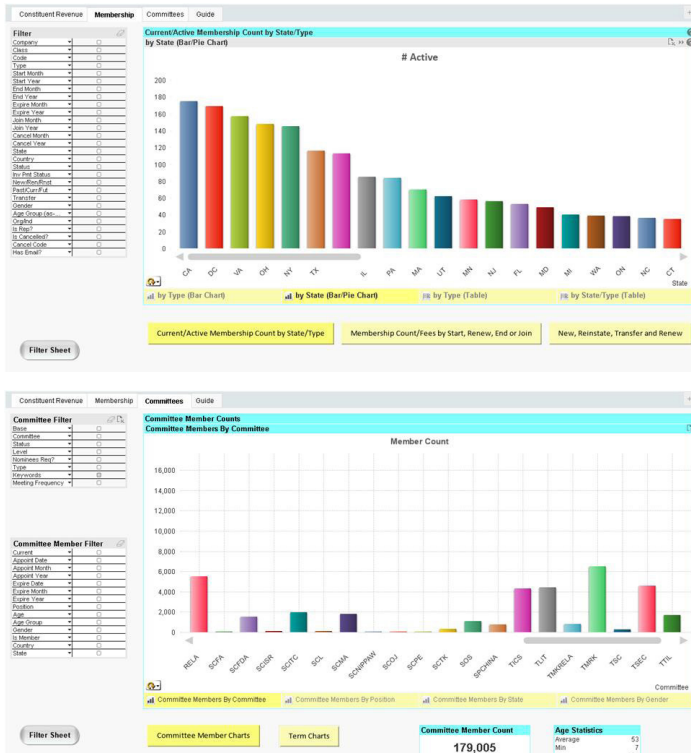 Constituent Revenue Membership Committees Guide
Filter
Company
Class
Code
Type
Start Month
Start Year
End Month
End Year
Expire Month
Expire Year
Join Month
Join Year
Cancel Month
Cancel Year
State
Country
Status
Inv Pmt Status
New/Ren/Rnst
Past/Curr/Fut
Transfer
Gender
Age Group (as-...
Org/Ind
Is Rep?
Is Cancelled?
Cancel Code
Has Email?
Filter Sheet
Current/Active Membership Count by State/Type
by State (Bar/Pie Chart)
# Active
200
180
160
140
120
100
80
60
40
20
0
CA DC VA OH NY TX IL PA MA UT MN NJ FL MD MI WA ON NC CT
State
by Type (Bar Chart) by State (Bar/Pie Chart) by Type (Table) by State/Type (Table)
Current/Active Membership Count by State/Type Membership Count/Fees by Start, Renew, End or Join New, Reinstate, Transfer and Renew
Constituent Revenue Membership Committees Guide
Committee Filter
Base
Committee
Status
Level
Nominees Req?
Type
Keywords
Meeting Frequency
Committee Member Filter
Current
Appoint Date
Appoint Month
Appoint Year
Expire Date
Expire Month
Expire Year
Position
Age
Age Group
Gender
Is Member
Country
State
Filter Sheet
Committee Member Counts
Committee Members By Committee
Member Count
16,000
14,000
12,000
10,000
8,000
6,000
4,000
2,000
0
RELA SCFA SCFDA SCISR SCITC SCL SCMA SCNIPPAW SCOJ SCPE SCTK SOS SPCHINA TICS TLIT TMKRELA TMRK TSC TSEC TTIL
Committee
Committee Members By Committee Committee Members By Position Committee Members By State Committee Members By Gender
Committee Member Charts Term Charts
Committee Member Count
179,005
Age Statistics
Average 53
Min 7